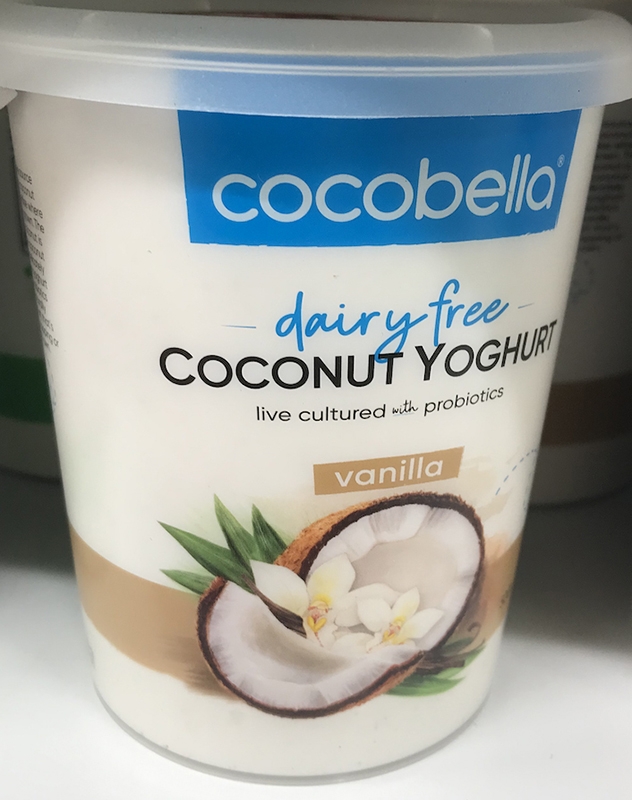 cocobella®
dairy free
COCONUT YOGHURT
live cultured with probiotics
vanilla